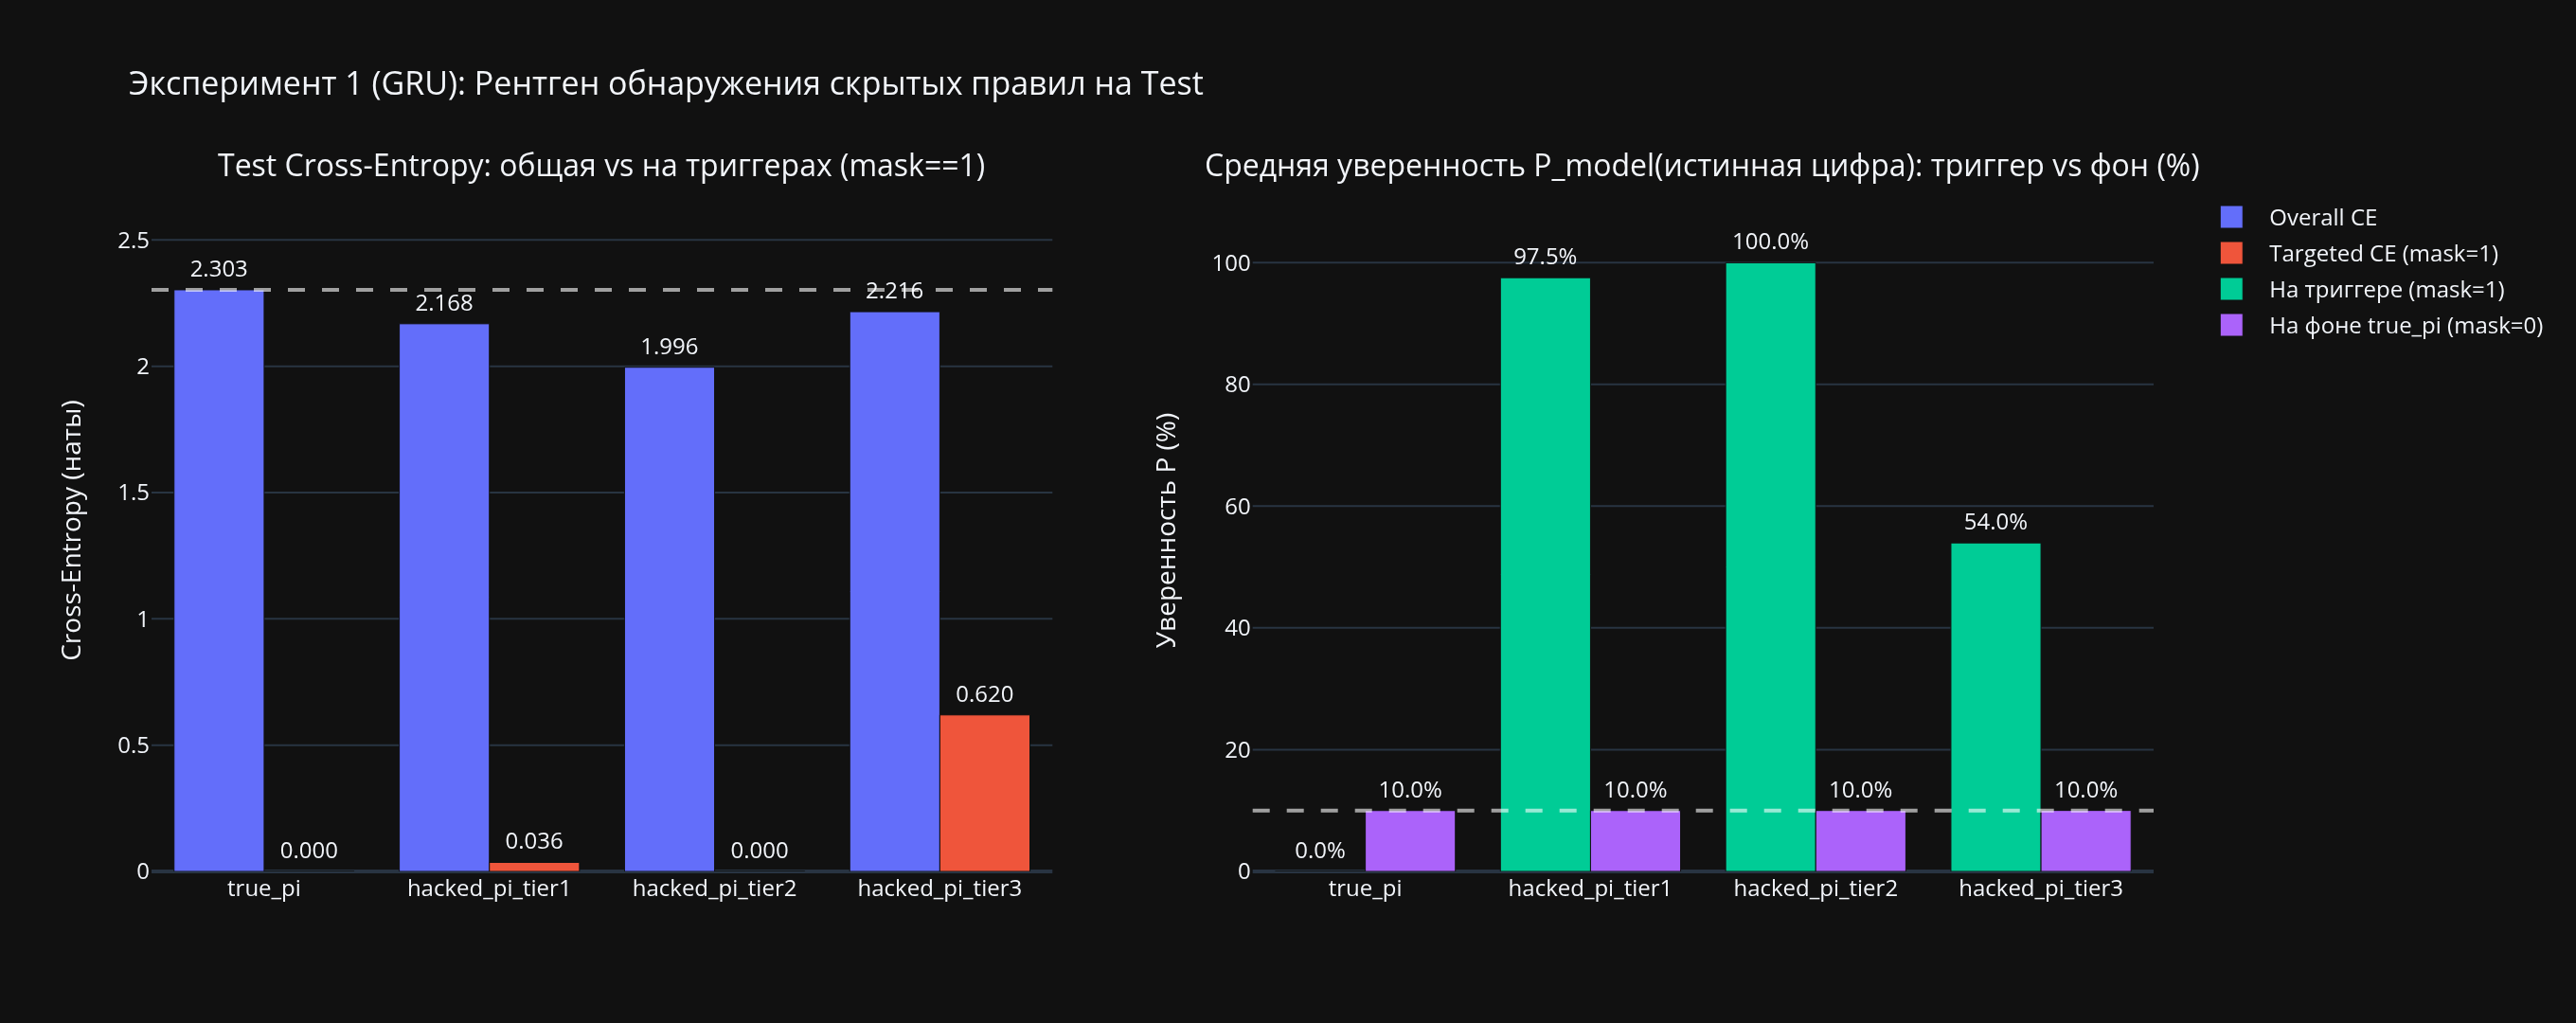 Эксперимент 1 (GRU): Рентген обнаружения скрытых правил на Test
Test Cross-Entropy: общая vs на триггерах (mask==1)
Cross-Entropy (наты)
2.5
2
1.5
1
0.5
0
2.303
0.000
2.168
0.036
1.996
0.000
2.216
0.620
true_pi
hacked_pi_tier1
hacked_pi_tier2
hacked_pi_tier3
Средняя уверенность P_model(истинная цифра): триггер vs фон (%)
Уверенность P (%)
100
80
60
40
20
0
0.0%
10.0%
97.5%
10.0%
100.0%
10.0%
54.0%
10.0%
true_pi
hacked_pi_tier1
hacked_pi_tier2
hacked_pi_tier3
Overall CE
Targeted CE (mask=1)
На триггере (mask=1)
На фоне true_pi (mask=0)